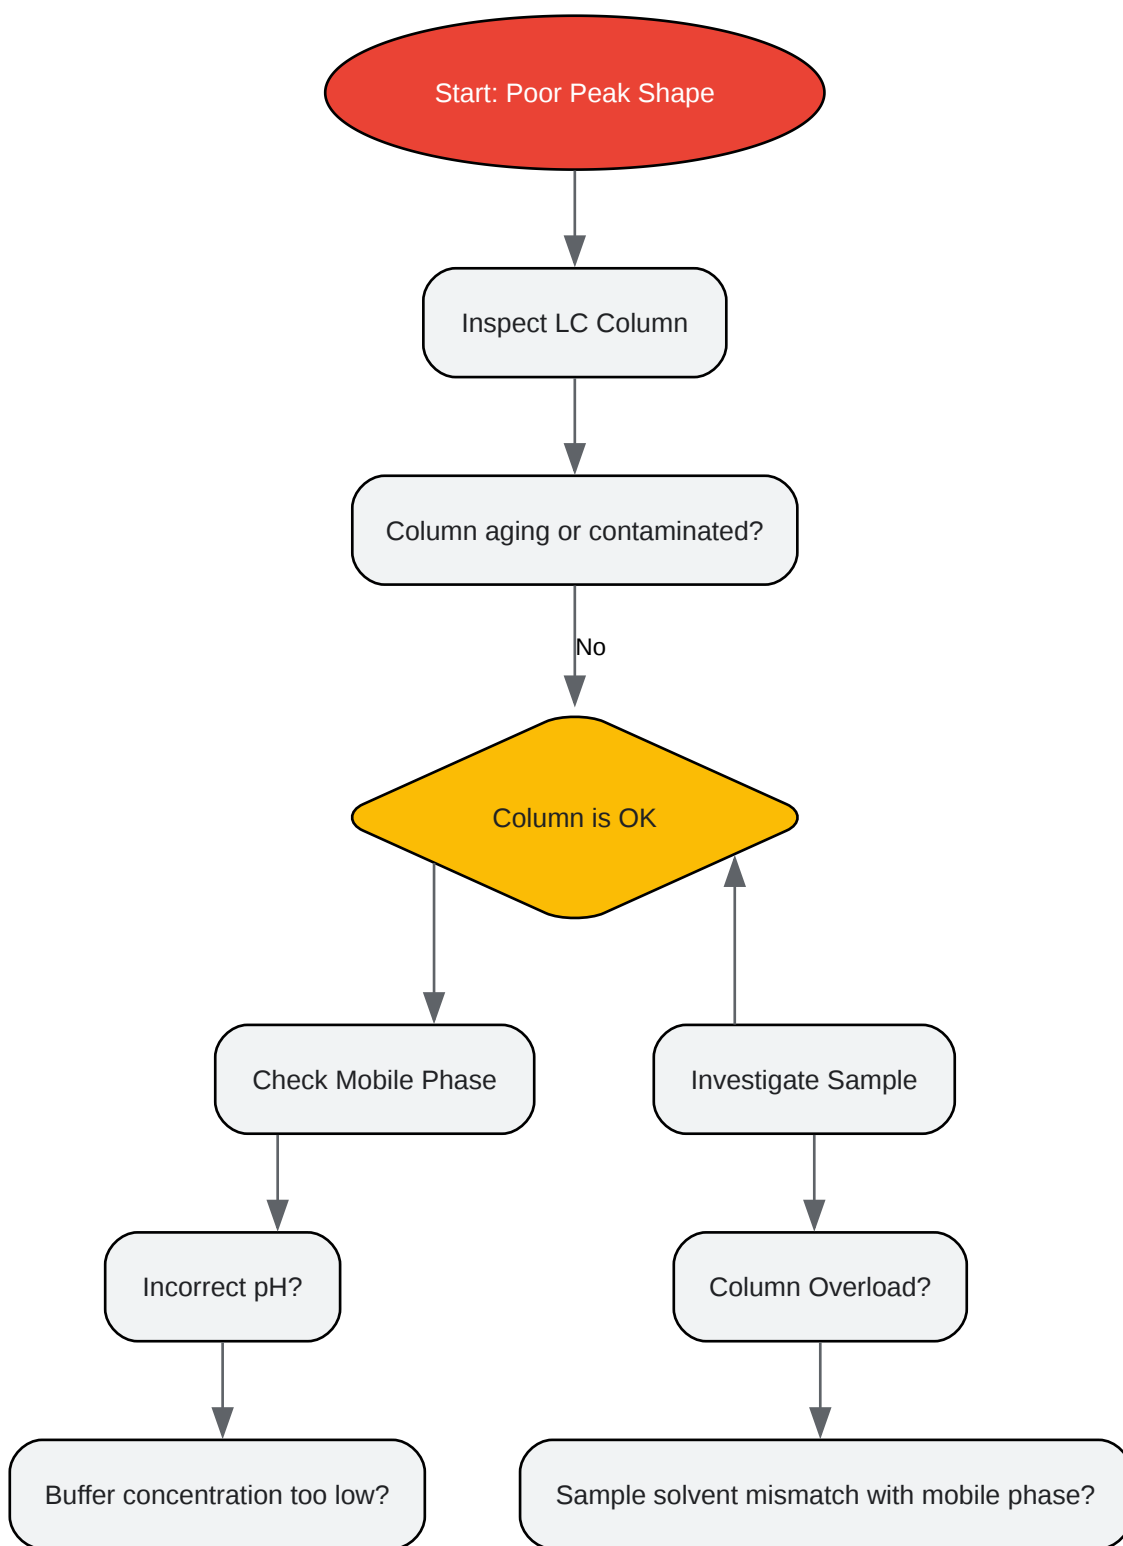 Start: Poor Peak Shape
Inspect LC Column
Column aging or contaminated?
No
Column is OK
Check Mobile Phase
Investigate Sample
Incorrect pH?
Column Overload?
Buffer concentration too low?
Sample solvent mismatch with mobile phase?